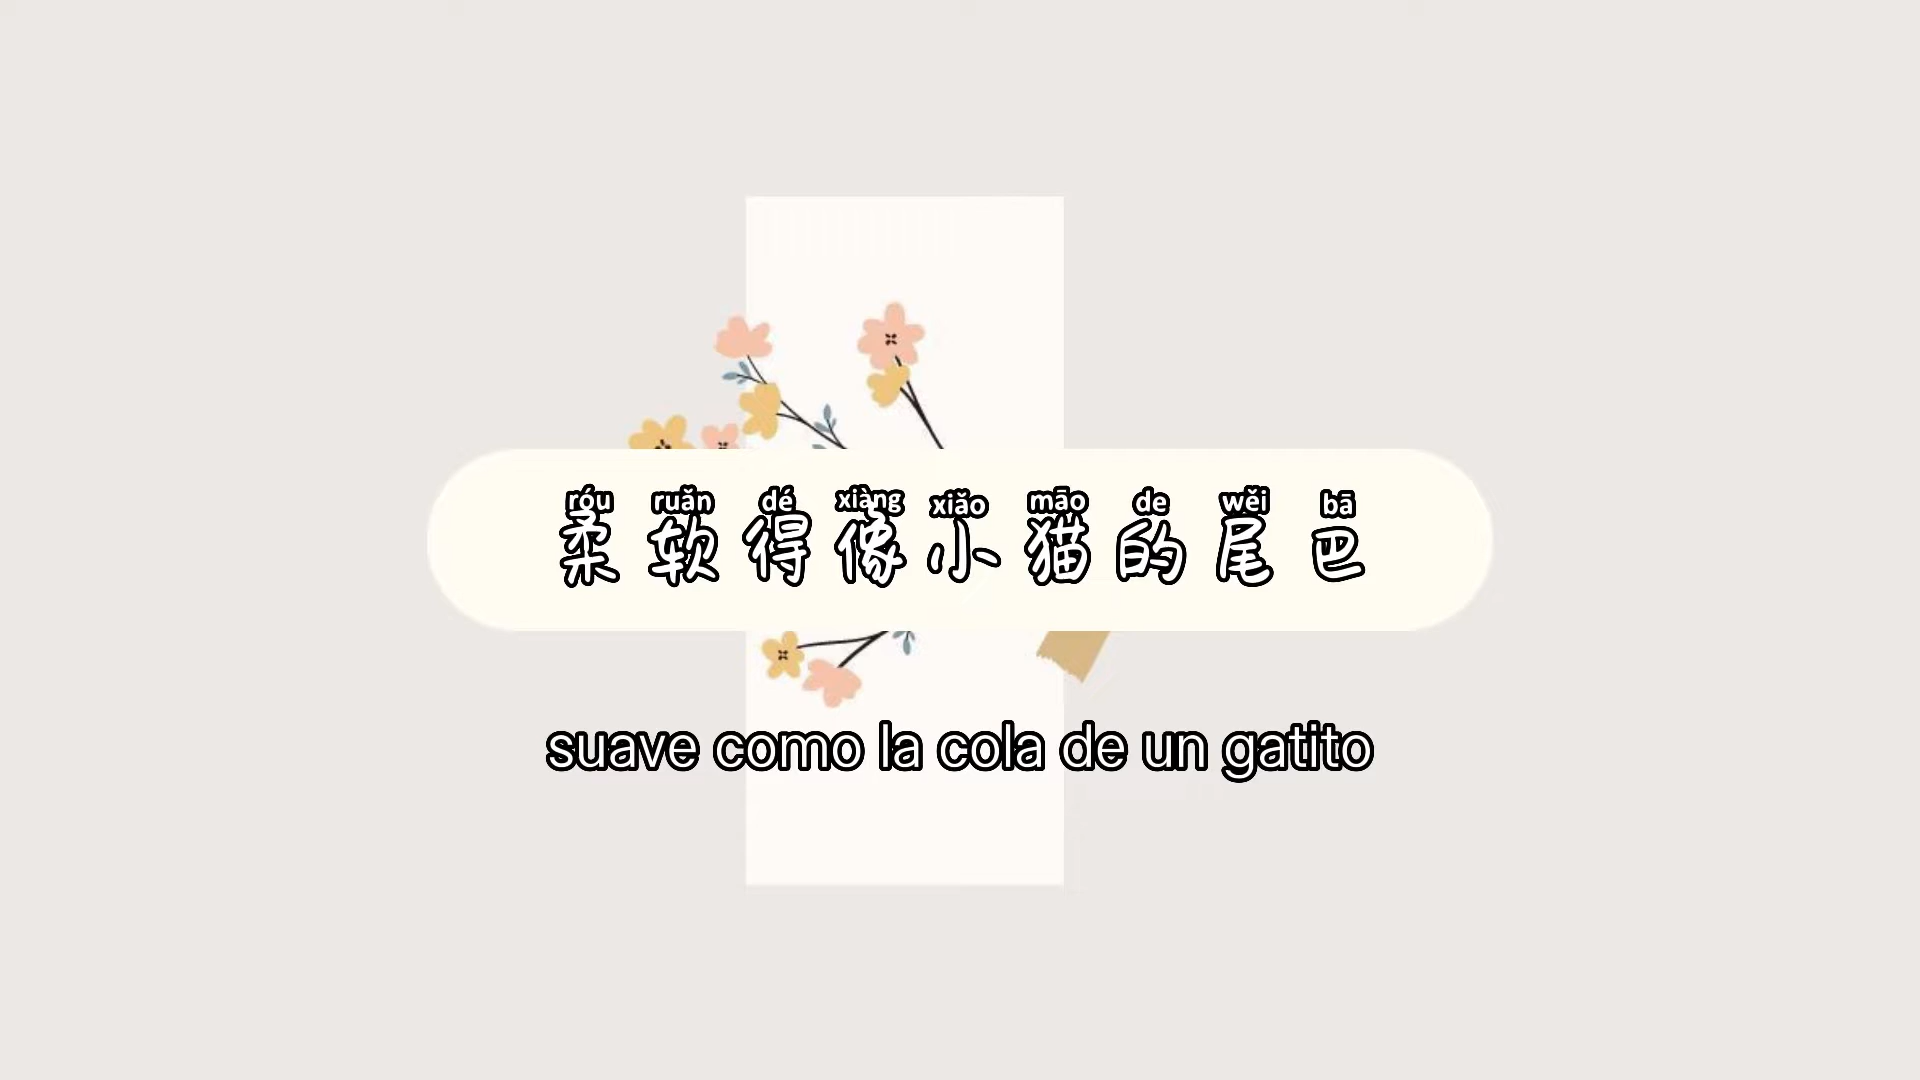 róu ruǎn dé xiàng xiǎo māo de wěi bā
柔软得像小猫的尾巴
suave como la cola de un gatito